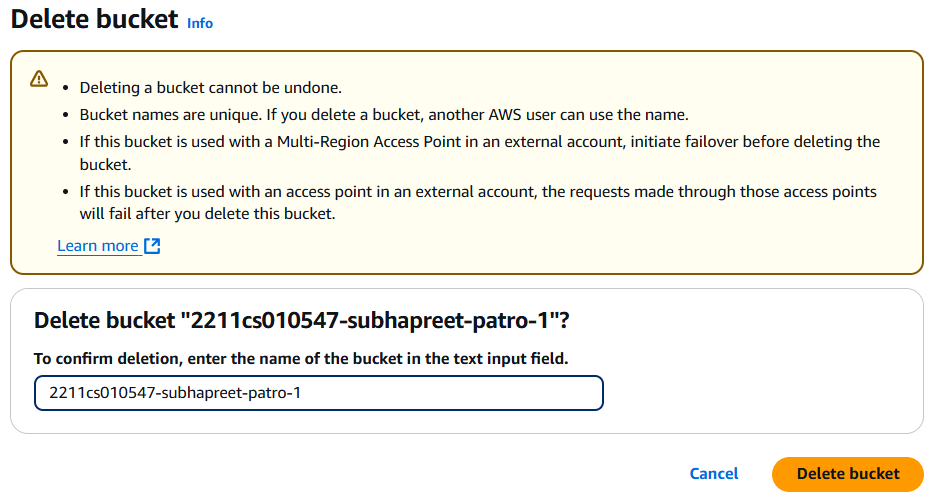 Delete bucket Info
• Deleting a bucket cannot be undone.
• Bucket names are unique. If you delete a bucket, another AWS user can use the name.
• If this bucket is used with a Multi-Region Access Point in an external account, initiate failover before deleting the
bucket.
• If this bucket is used with an access point in an external account, the requests made through those access points
will fail after you delete this bucket.
Learn more
Delete bucket "2211cs010547-subhapreet-patro-1"?
To confirm deletion, enter the name of the bucket in the text input field.
2211cs010547-subhapreet-patro-1
Cancel Delete bucket